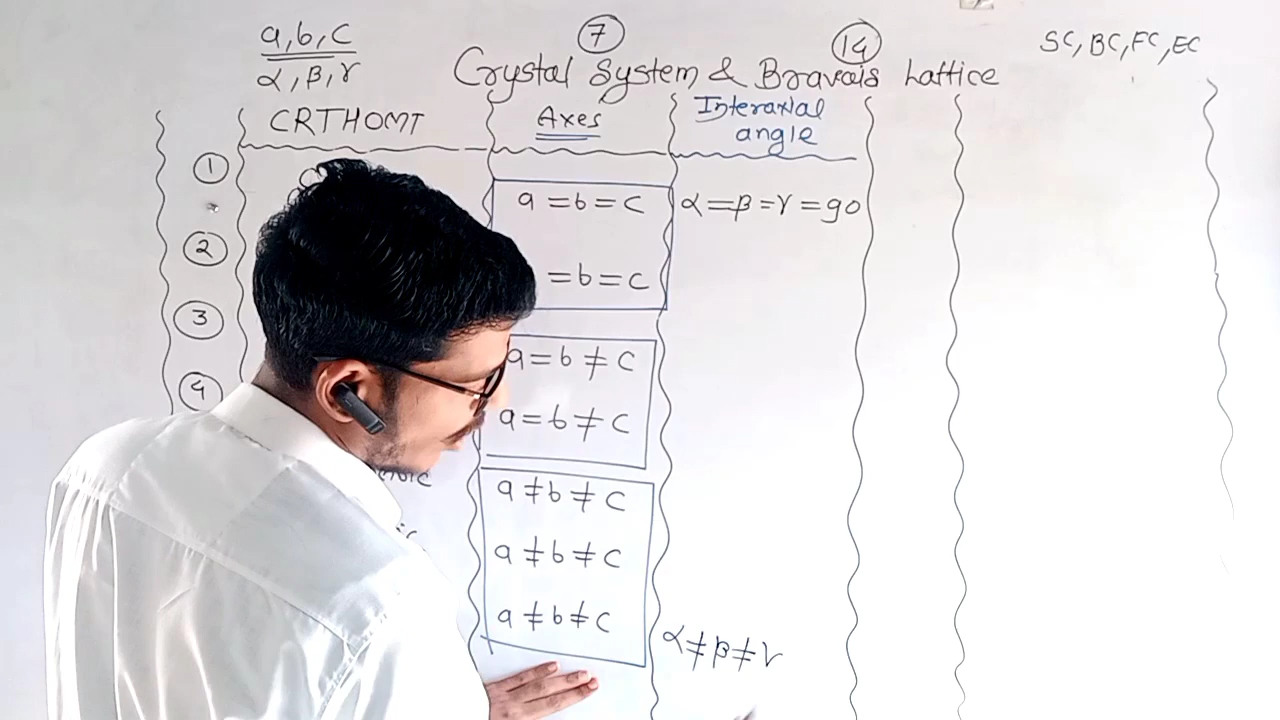 a, b, c
α, β, γ
7
14
Crystal System & Bravais Lattice
SC, BC, FC, EC
CRTHOMT
Axes
Interaxial
angle
1
a = b = c
α = β = γ = 90
2
= b = c
3
a = b ≠ c
4
a = b ≠ c
a ≠ b ≠ c
a ≠ b ≠ c
a ≠ b ≠ c
α ≠ β ≠ γ